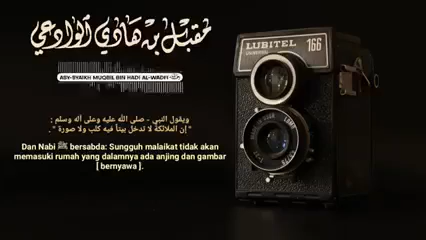 مقبل بن هادي الوادعي
ASY-SYAIKH MUQBIL BIN HADI AL-WADI'I
LUBITEL 166
UNIVERSAL
ويقول النبي - صلى الله عليه وعلى آله وسلم :
" إن الملائكة لا تدخل بيتاً فيه كلب ولا صورة " .
Dan Nabi ﷺ bersabda: Sungguh malaikat tidak akan
memasuki rumah yang dalamnya ada anjing dan gambar
[ bernyawa ].